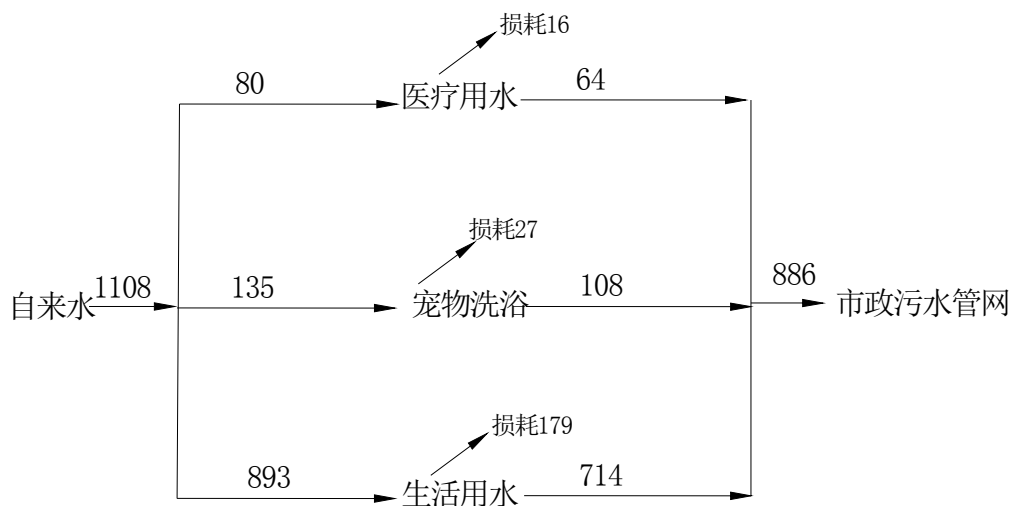 损耗16
80
医疗用水
64
损耗27
自来水
1108
135
宠物洗浴
108
886
市政污水管网
损耗179
893
生活用水
714